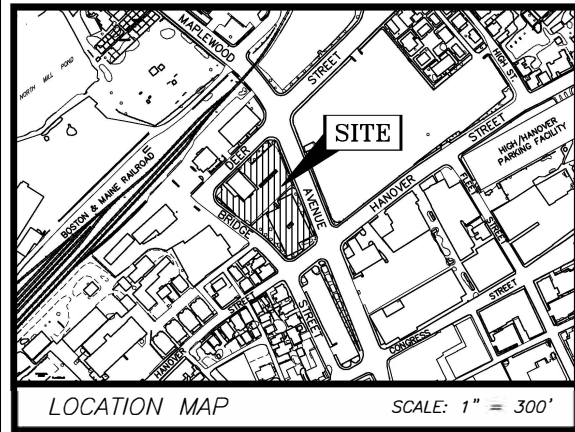 MAPLEWOOD
STREET
HIGH ST.
NORTH MILL POND
SITE
STREET
HIGH/HANOVER
PARKING FACILITY
BOSTON & MAINE RAILROAD
DEER
AVENUE
HANOVER
FLEET
STREET
BRIDGE
STREET
STREET
STREET
HANOVER
CONGRESS
LOCATION MAP
SCALE: 1" = 300'